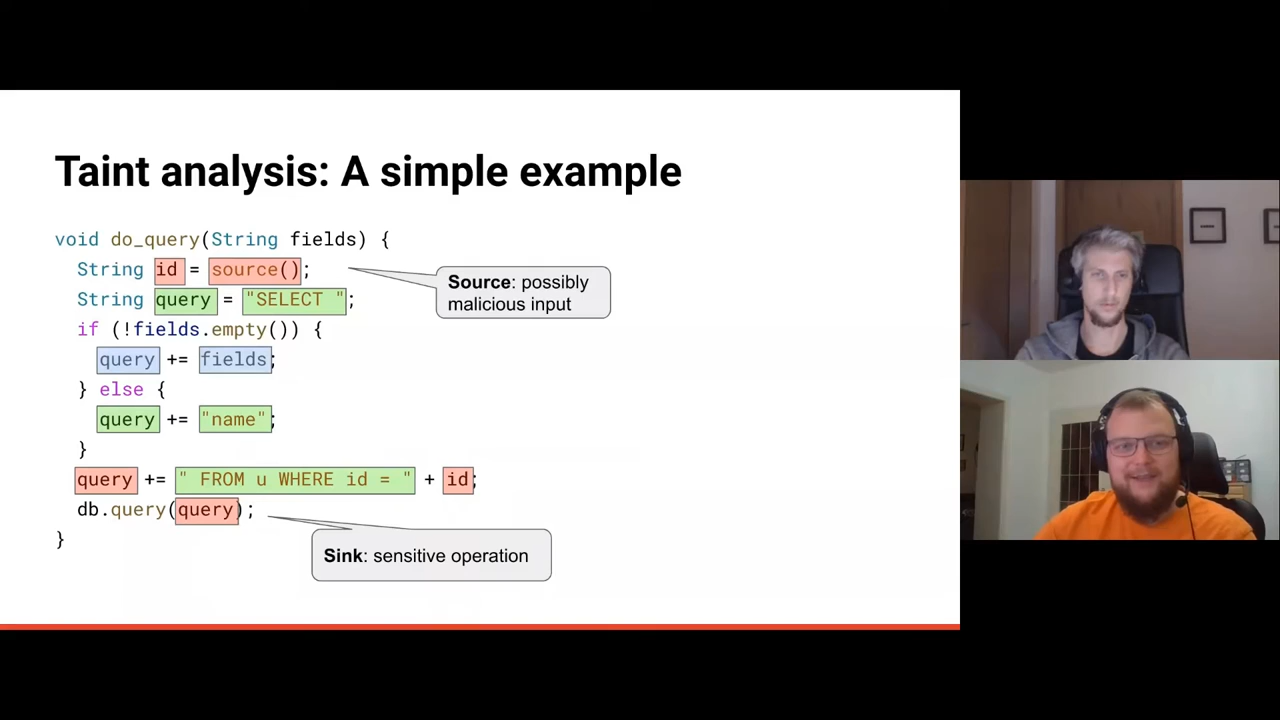 Taint analysis: A simple example
void do_query(String fields) {
String id = source();
Source: possibly
malicious input
String query = "SELECT ";
if (!fields.empty()) {
query += fields;
} else {
query += "name";
}
query += " FROM u WHERE id = " + id;
db.query(query);
Sink: sensitive operation
}